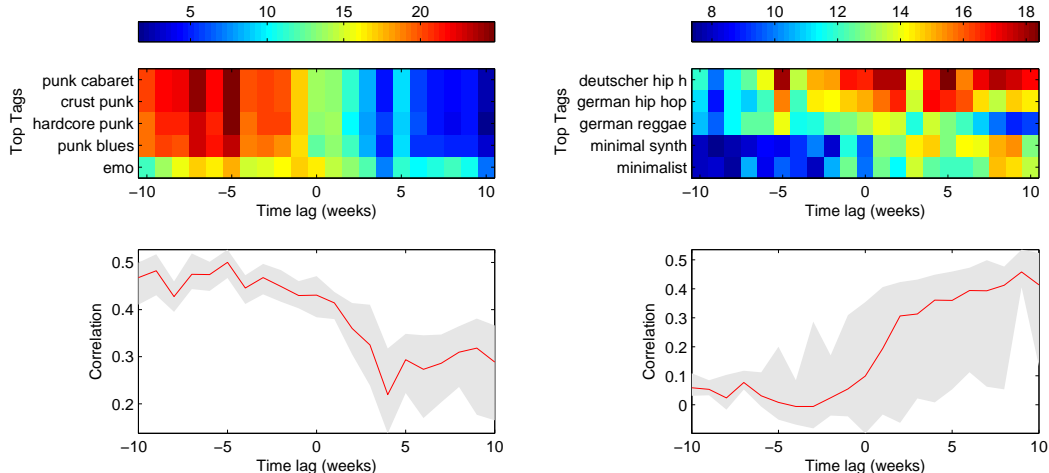 5 10 15 20
8 10 12 14 16 18
Top Tags
punk cabaret
crust punk
hardcore punk
punk blues
emo
−10 −5 0 5 10
Time lag (weeks)
Top Tags
deutscher hip h
german hip hop
german reggae
minimal synth
minimalist
−10 −5 0 5 10
Time lag (weeks)
Correlation
0.5
0.4
0.3
0.2
−10 −5 0 5 10
Time lag (weeks)
Correlation
0.5
0.4
0.3
0.2
0.1
0
−10 −5 0 5 10
Time lag (weeks)